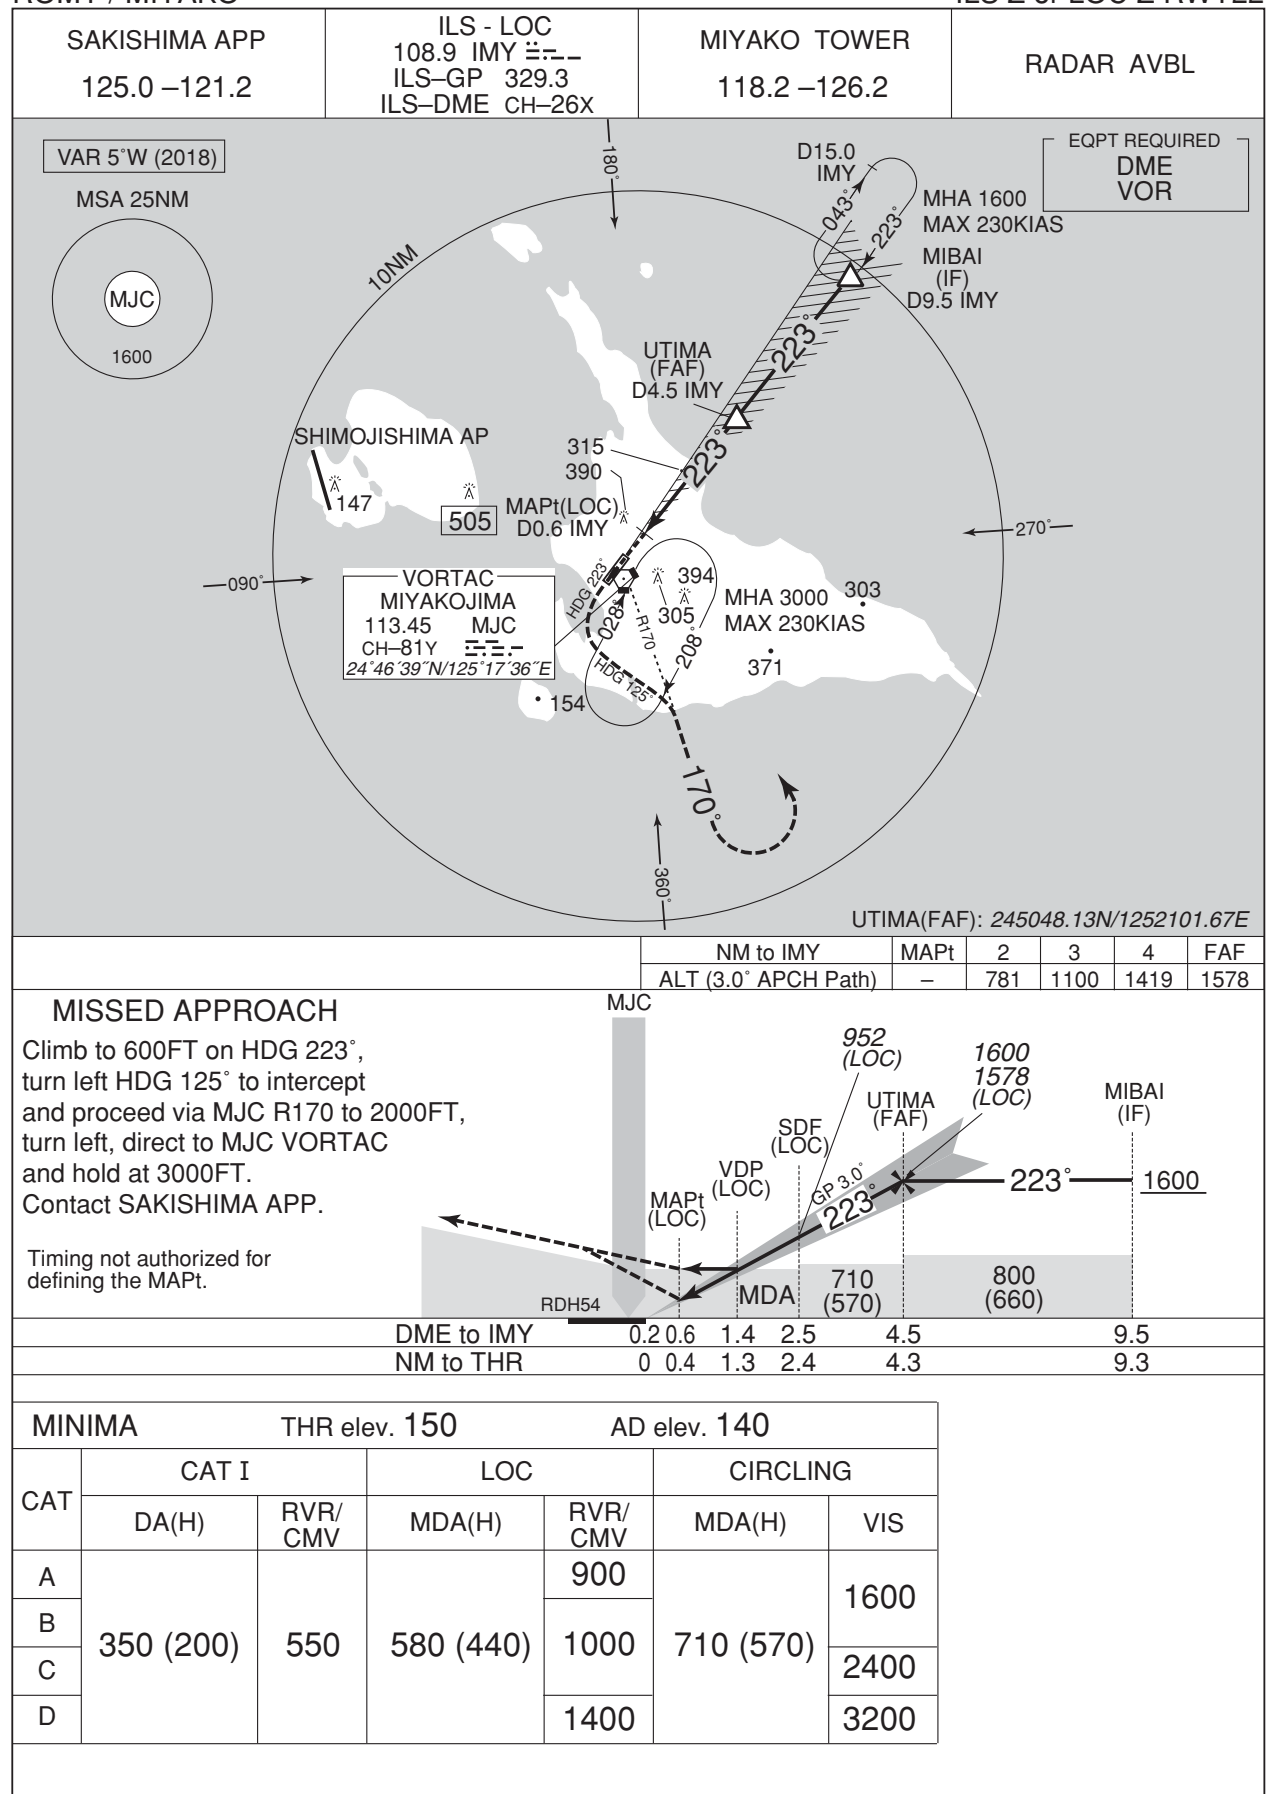 SAKISHIMA APP
125.0 –121.2
ILS - LOC
108.9 IMY
ILS–GP 329.3
ILS–DME CH–26X
MIYAKO TOWER
118.2 –126.2
RADAR AVBL
VAR 5°W (2018)
MSA 25NM
MJC
1600
EQPT REQUIRED
DME
VOR
180°
D15.0
IMY
043°
223°
MHA 1600
MAX 230KIAS
MIBAI
(IF)
D9.5 IMY
10NM
223°
UTIMA
(FAF)
D4.5 IMY
223°
SHIMOJISHIMA AP
147
505
315
390
MAPt(LOC)
D0.6 IMY
270°
090°
VORTAC
MIYAKOJIMA
113.45 MJC
CH–81Y
24°46´39˝N/125°17´36˝E
HDG 223°
028°
R170
208°
HDG 125°
394
305
MHA 3000
MAX 230KIAS
303
371
154
170°
360°
UTIMA(FAF): 245048.13N/1252101.67E
NM to IMY MAPt 2 3 4 FAF
ALT (3.0° APCH Path) – 781 1100 1419 1578
MISSED APPROACH
Climb to 600FT on HDG 223°,
turn left HDG 125° to intercept
and proceed via MJC R170 to 2000FT,
turn left, direct to MJC VORTAC
and hold at 3000FT.
Contact SAKISHIMA APP.
Timing not authorized for
defining the MAPt.
MJC
952
(LOC)
1600
1578
(LOC)
UTIMA
(FAF)
MIBAI
(IF)
SDF
(LOC)
VDP
(LOC)
MAPt
(LOC)
GP 3.0°
223°
223°
1600
MDA
710
(570)
800
(660)
RDH54
DME to IMY 0.2 0.6 1.4 2.5 4.5 9.5
NM to THR 0 0.4 1.3 2.4 4.3 9.3
MINIMA THR elev. 150 AD elev. 140
CAT
CAT I LOC CIRCLING
DA(H) RVR/CMV MDA(H) RVR/CMV MDA(H) VIS
A
B
C
D
350 (200) 550 580 (440)
900
1000
1400
710 (570)
1600
2400
3200